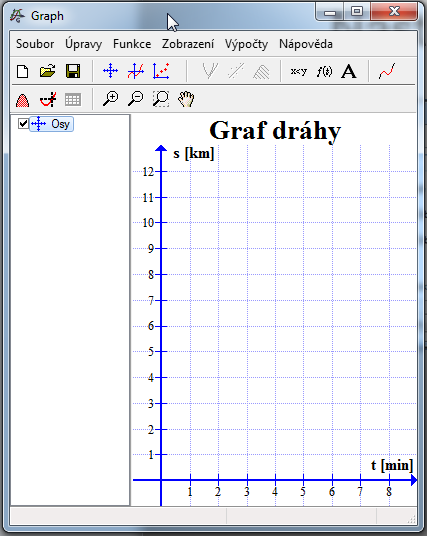 Graph
Soubor Úpravy Funkce Zobrazení Výpočty Nápověda
x<y f(t) A
Osy
Graf dráhy
s [km]
12
11
10
9
8
7
6
5
4
3
2
1
t [min]
1 2 3 4 5 6 7 8